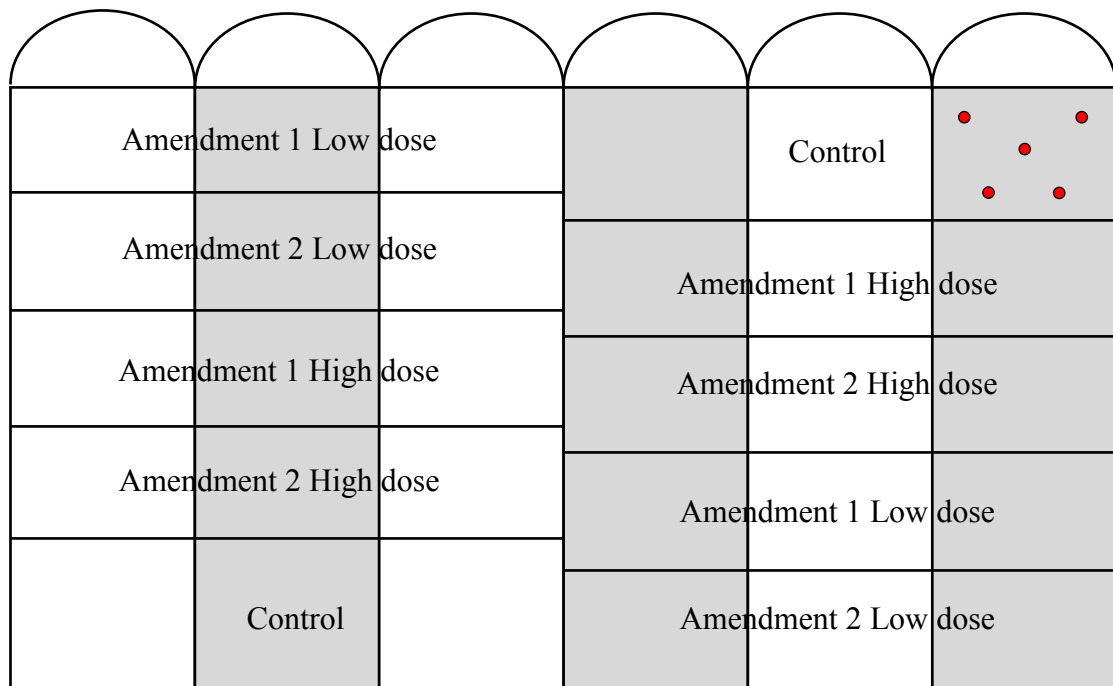 Amendment 1 Low dose
Amendment 2 Low dose
Amendment 1 High dose
Amendment 2 High dose
Control
Control
Amendment 1 High dose
Amendment 2 High dose
Amendment 1 Low dose
Amendment 2 Low dose